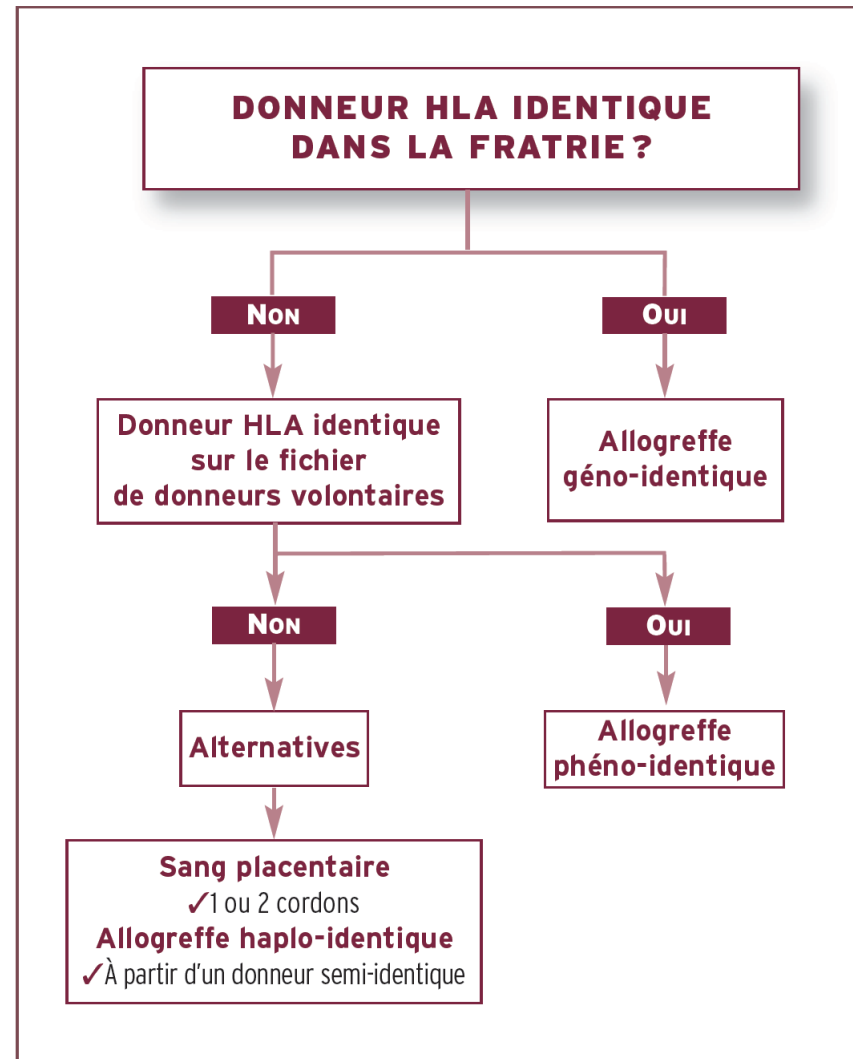 DONNEUR HLA IDENTIQUE
DANS LA FRATRIE ?
NON
OUI
Donneur HLA identique
sur le fichier
de donneurs volontaires
Allogreffe
géno-identique
NON
OUI
Alternatives
Allogreffe
phéno-identique
Sang placentaire
✓1 ou 2 cordons
Allogreffe haplo-identique
✓À partir d'un donneur semi-identique